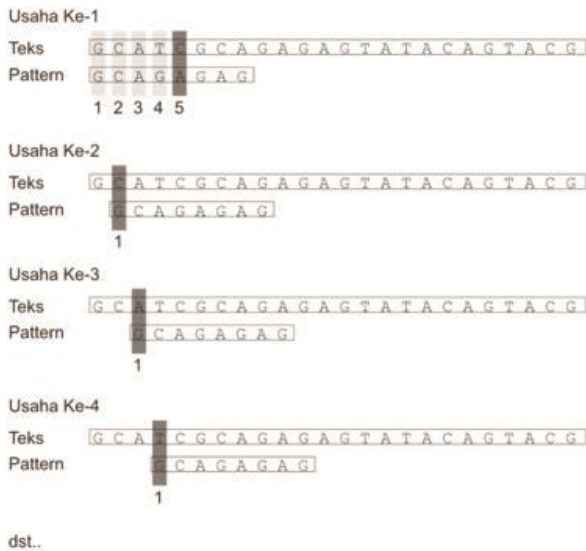 Usaha Ke-1
Teks G C A T C G C A G A G A G T A T A C A G T A C G
Pattern G C A G A G A G
1 2 3 4 5
Usaha Ke-2
Teks G C A T C G C A G A G A G T A T A C A G T A C G
Pattern G C A G A G A G
1
Usaha Ke-3
Teks G C A T C G C A G A G A G T A T A C A G T A C G
Pattern G C A G A G A G
1
Usaha Ke-4
Teks G C A T C G C A G A G A G T A T A C A G T A C G
Pattern G C A G A G A G
1
dst..